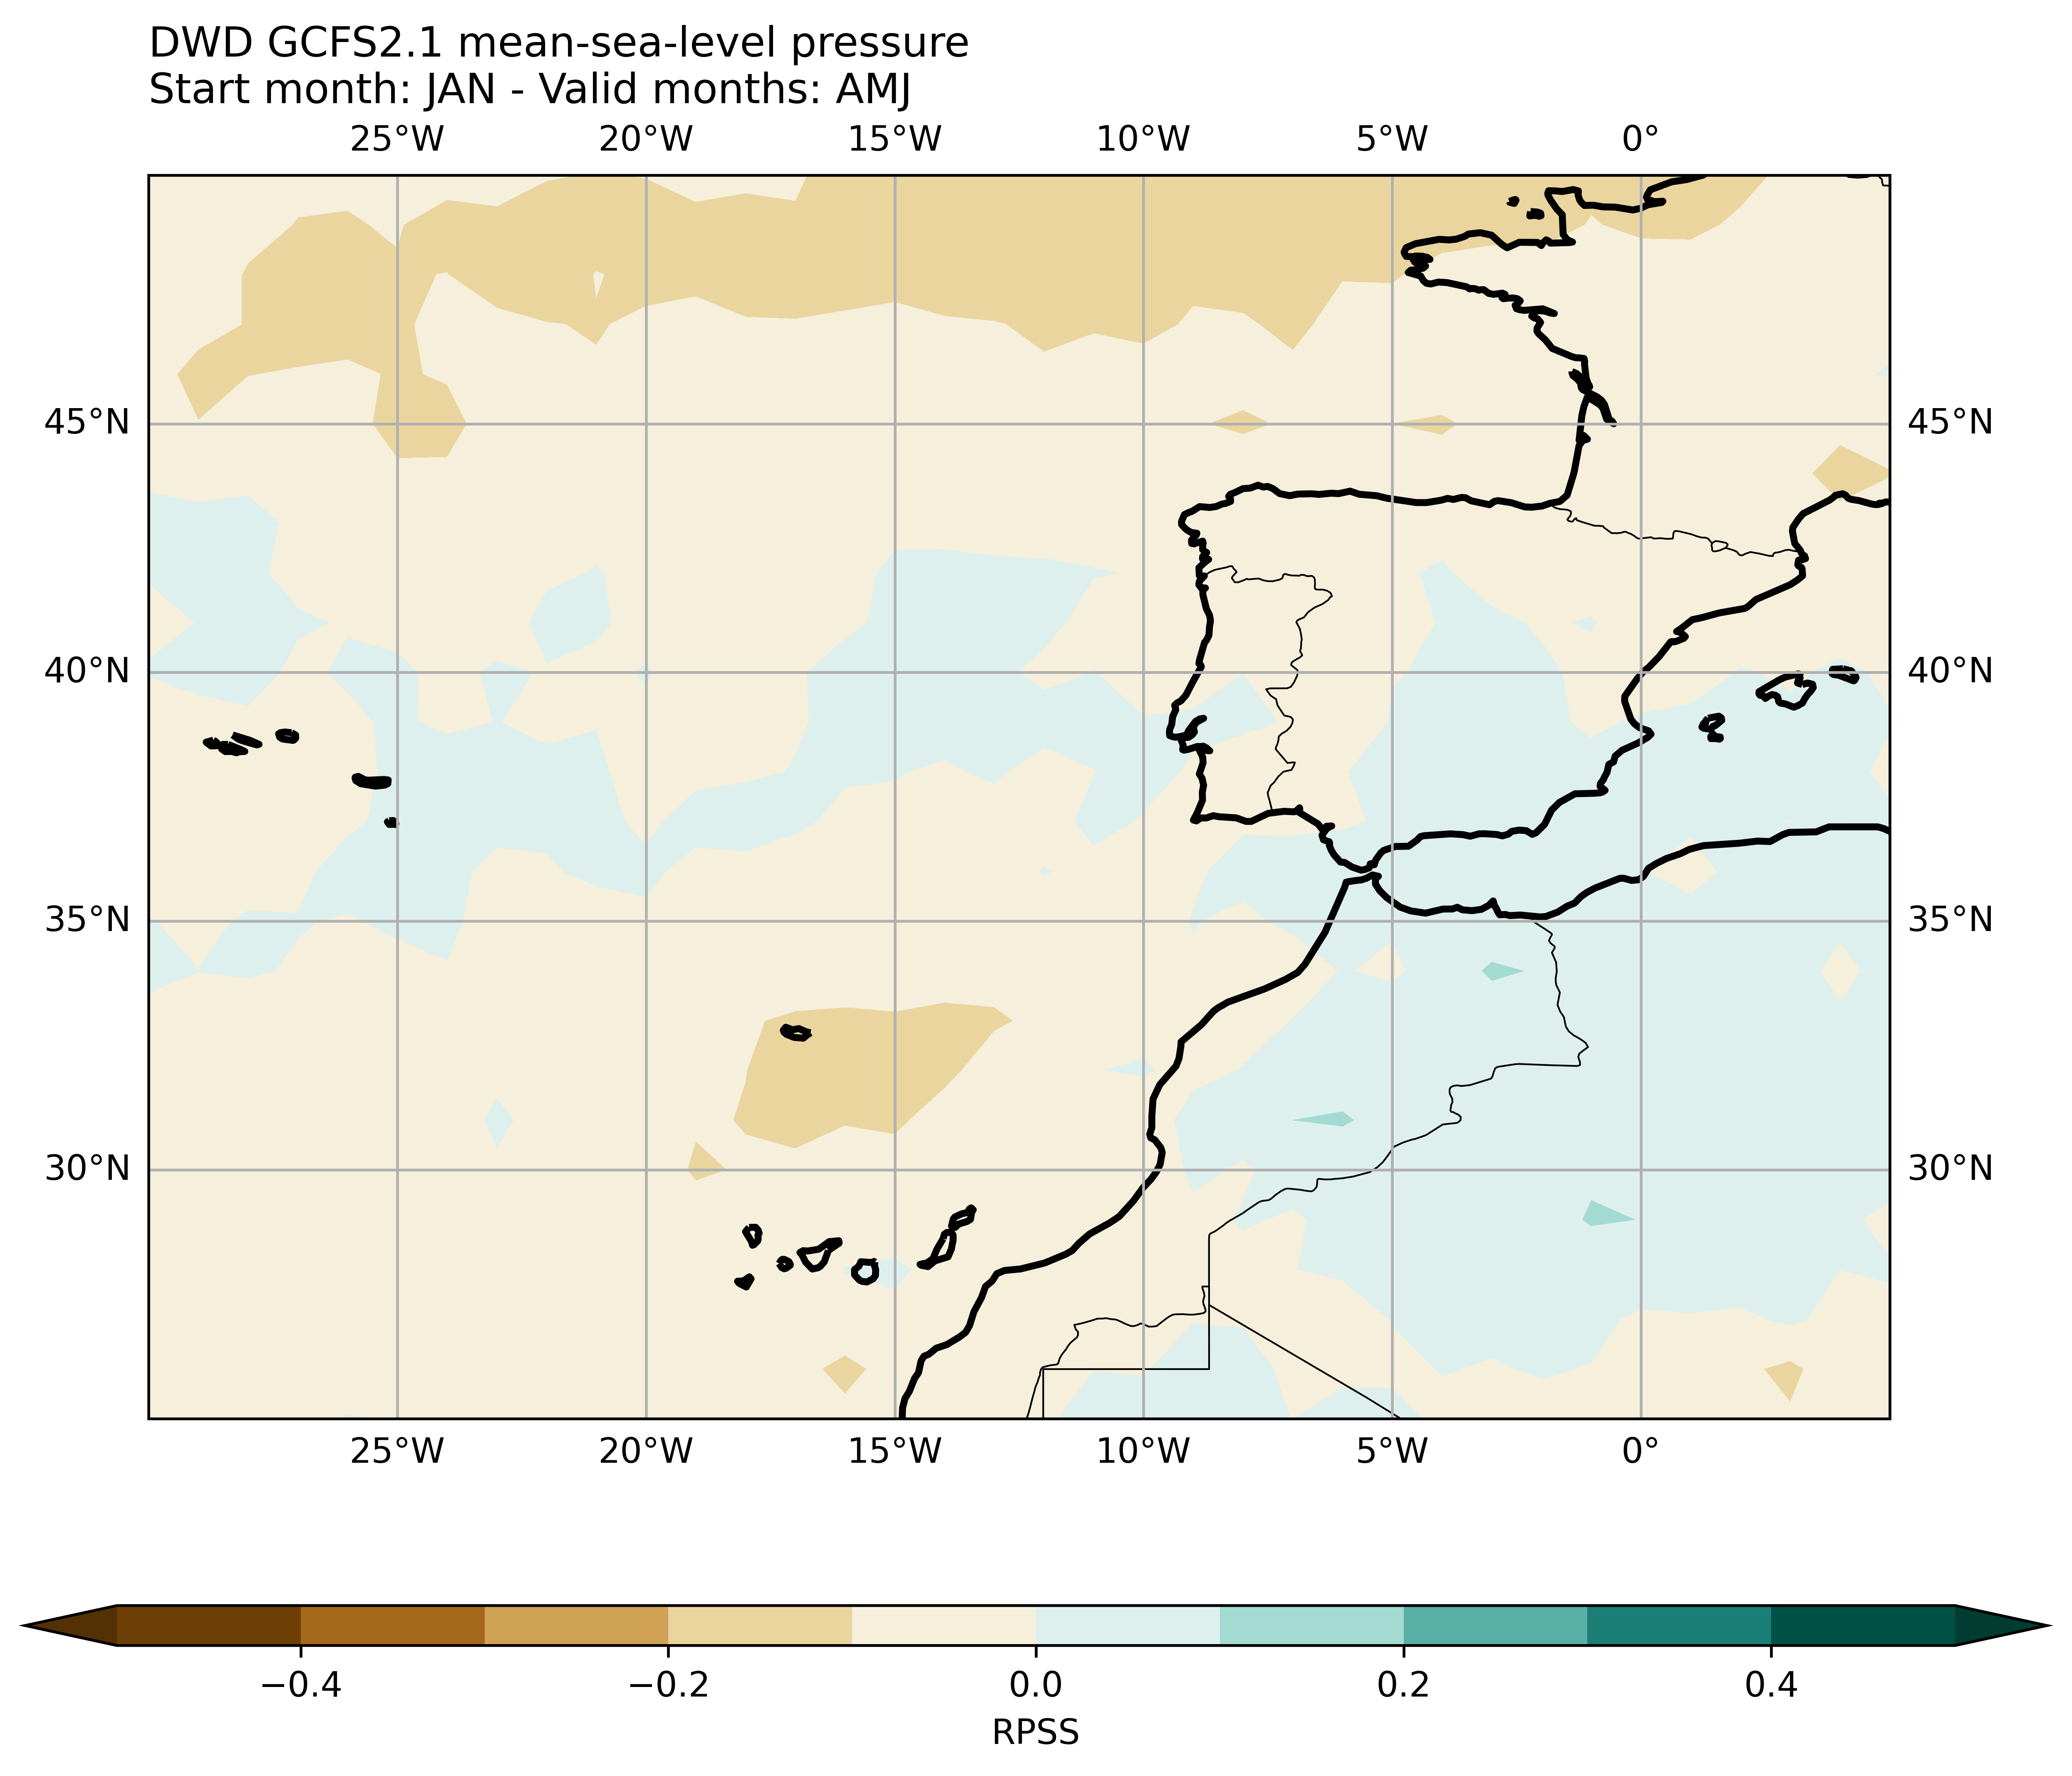 DWD GCFS2.1 mean-sea-level pressure
Start month: JAN - Valid months: AMJ
25°W 20°W 15°W 10°W 5°W 0°
45°N 45°N
40°N 40°N
35°N 35°N
30°N 30°N
25°W 20°W 15°W 10°W 5°W 0°
−0.4 −0.2 0.0 0.2 0.4
RPSS